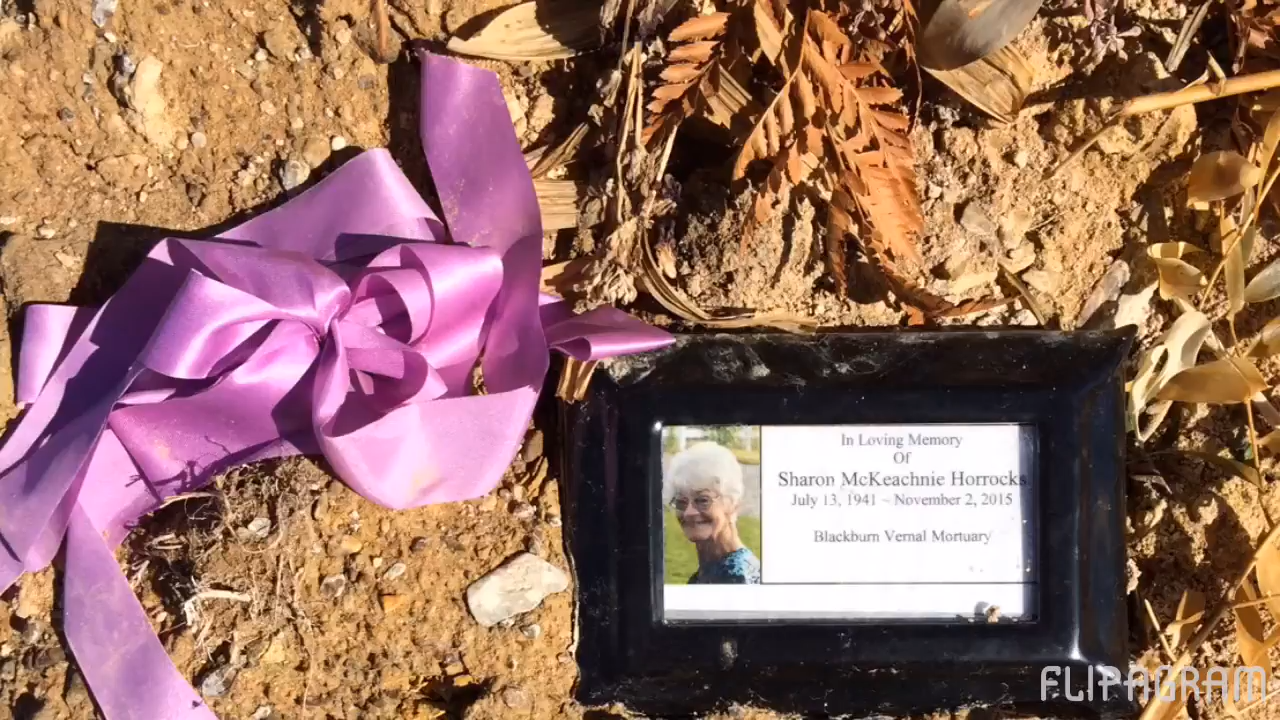 In Loving Memory
Of
Sharon McKeachnie Horrocks
July 13, 1941 ~ November 2, 2015
Blackburn Vernal Mortuary
FLIPAGRAM